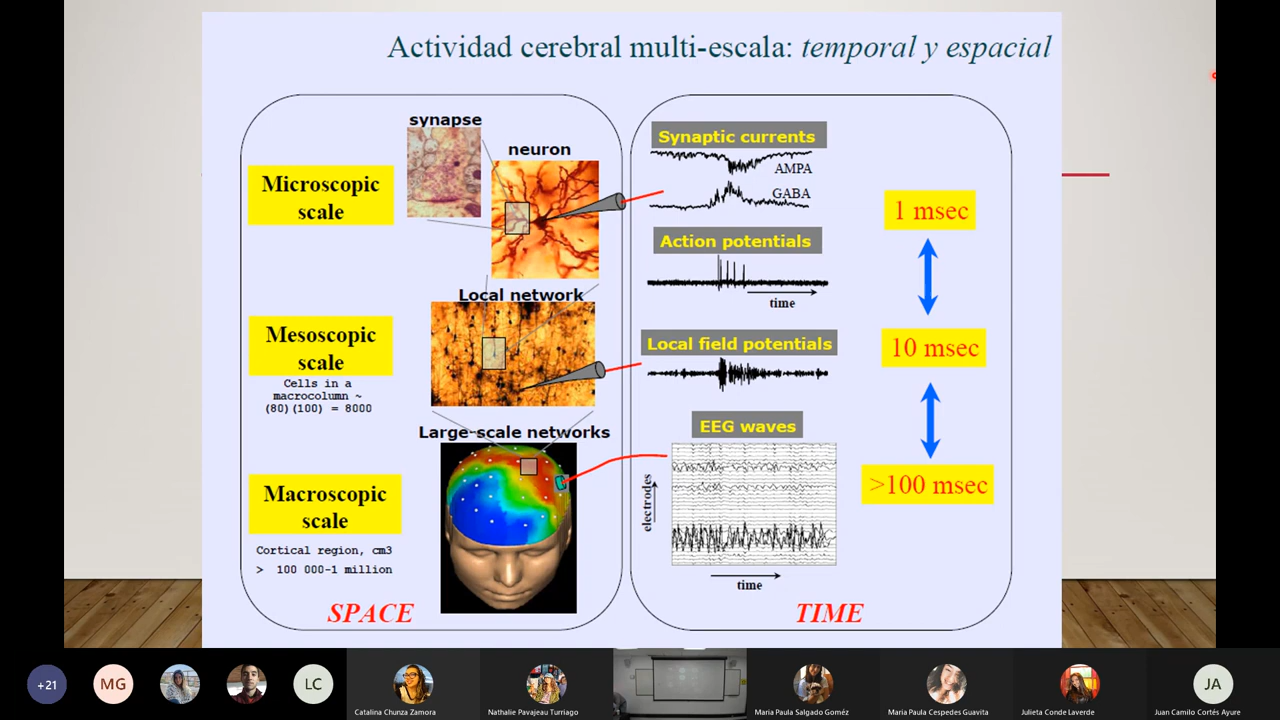 Actividad cerebral multi-escala: temporal y espacial
synapse
neuron
Microscopic
scale
Local network
Mesoscopic
scale
Cells in a
macrocolumn ~
(80)(100) = 8000
Large-scale networks
Macroscopic
scale
Cortical region, cm3
> 100 000-1 million
SPACE
Synaptic currents
AMPA
GABA
Action potentials
time
Local field potentials
EEG waves
electrodes
time
1 msec
10 msec
>100 msec
TIME
+21
MG
LC
Catalina Chunza Zamora
Nathalie Pavajeau Turriago
Maria Paula Salgado Goméz
Maria Paula Cespedes Guavita
Julieta Conde Laverde
JA
Juan Camilo Cortés Ayure